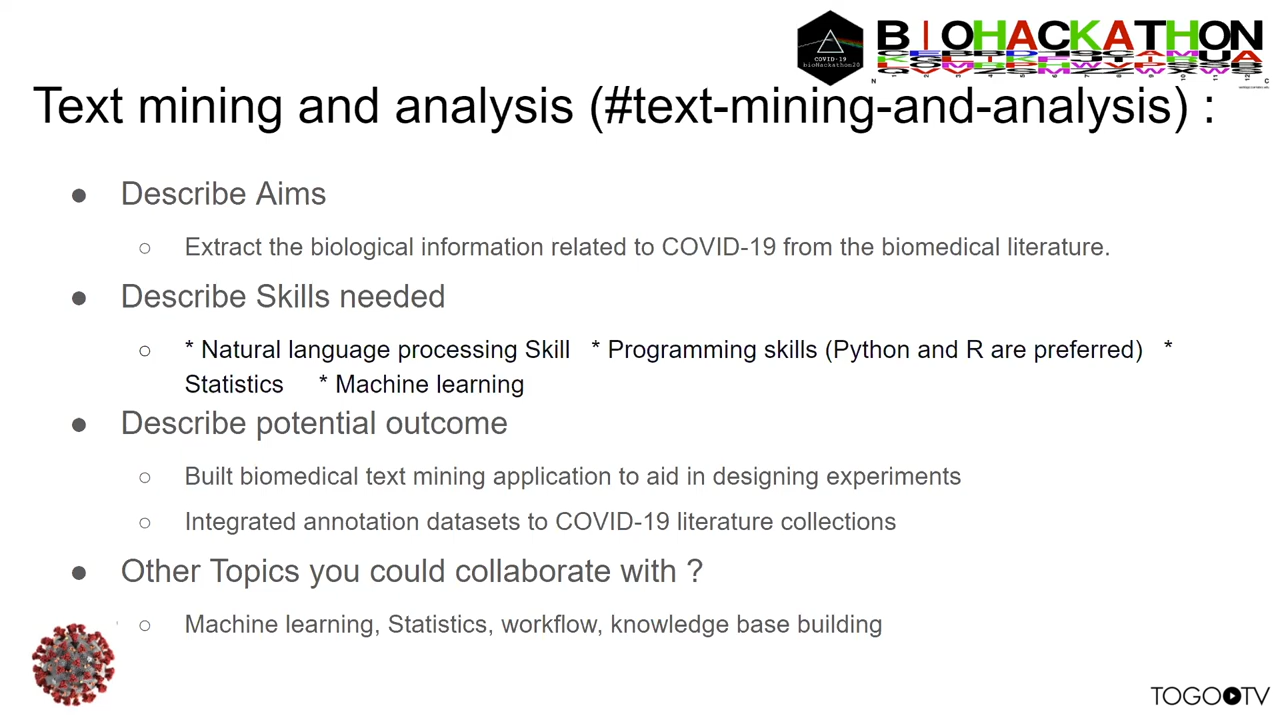 COVID-19
bioHackathon20
BIOHACKATHON
Text mining and analysis (#text-mining-and-analysis) :
● Describe Aims
○ Extract the biological information related to COVID-19 from the biomedical literature.
● Describe Skills needed
○ * Natural language processing Skill * Programming skills (Python and R are preferred) *
Statistics * Machine learning
● Describe potential outcome
○ Built biomedical text mining application to aid in designing experiments
○ Integrated annotation datasets to COVID-19 literature collections
● Other Topics you could collaborate with ?
○ Machine learning, Statistics, workflow, knowledge base building
TOGO TV